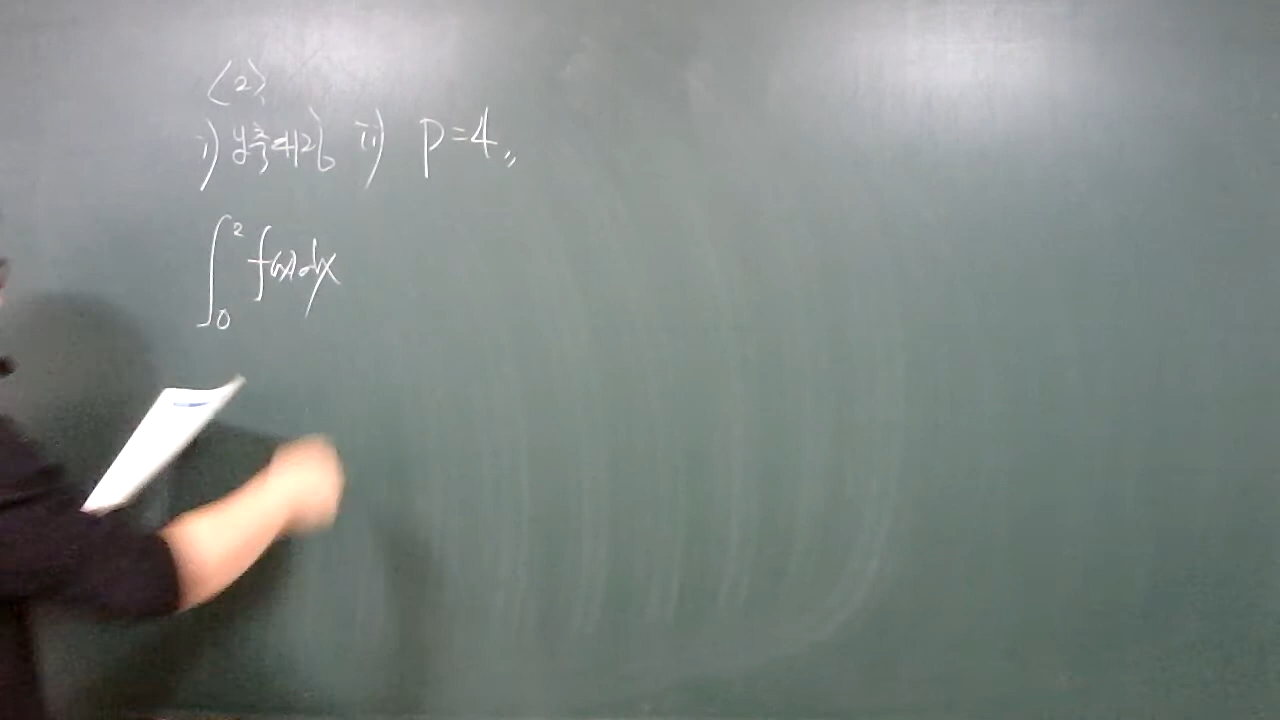 <2>
i) y축대칭 ii) p=4〃
∫₀² f(x)dx